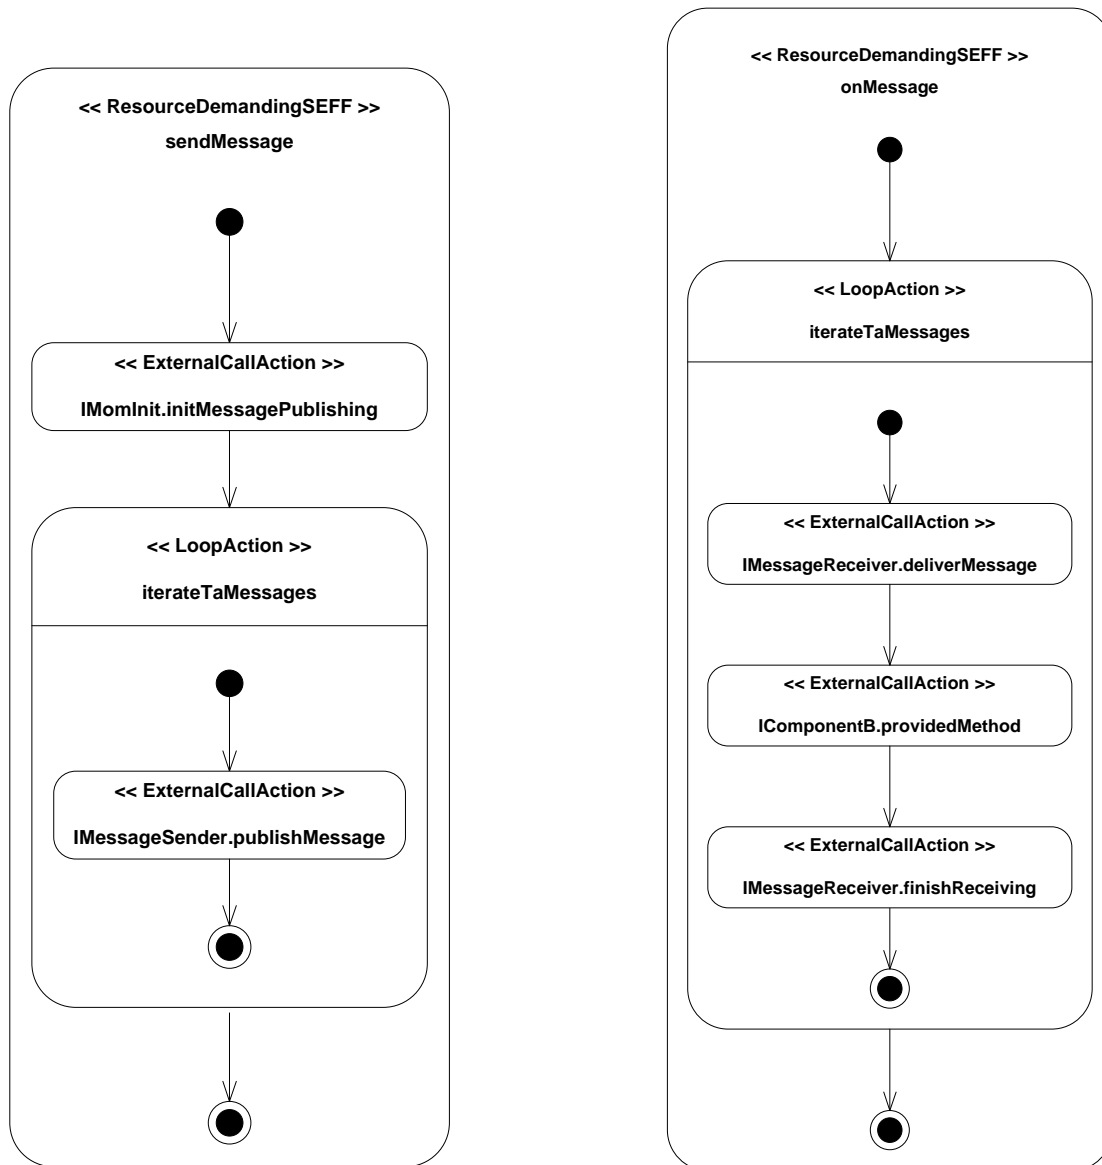 << ResourceDemandingSEFF >>
sendMessage
<< ExternalCallAction >>
IMomInit.initMessagePublishing
<< LoopAction >>
iterateTaMessages
<< ExternalCallAction >>
IMessageSender.publishMessage
<< ResourceDemandingSEFF >>
onMessage
<< LoopAction >>
iterateTaMessages
<< ExternalCallAction >>
IMessageReceiver.deliverMessage
<< ExternalCallAction >>
IComponentB.providedMethod
<< ExternalCallAction >>
IMessageReceiver.finishReceiving